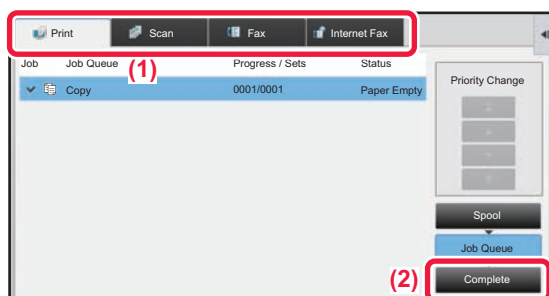 Print Scan Fax Internet Fax
Job Job Queue Progress / Sets Status
(1)
Copy 0001/0001 Paper Empty
Priority Change
Spool
Job Queue
(2) Complete